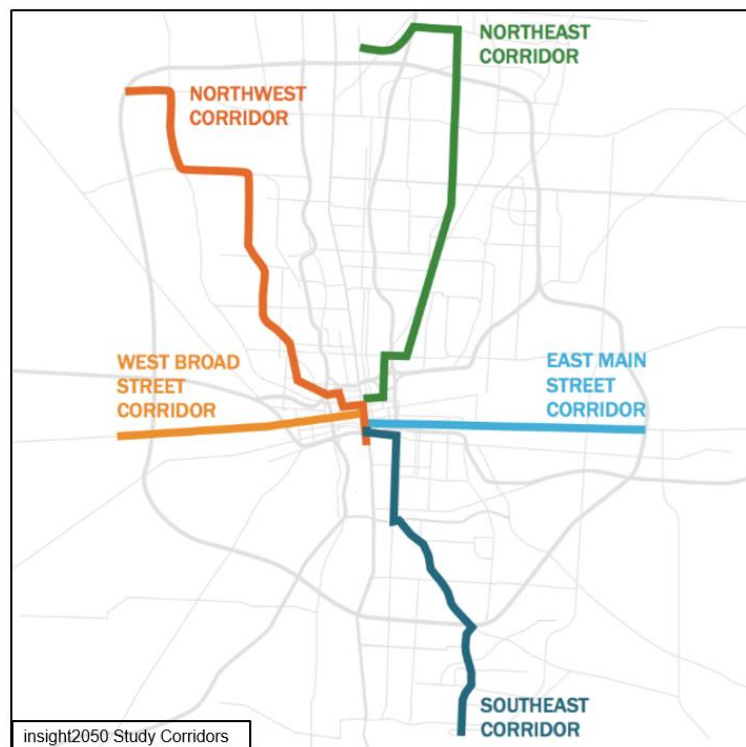 NORTHEAST
CORRIDOR
NORTHWEST
CORRIDOR
WEST BROAD
STREET
CORRIDOR
EAST MAIN
STREET
CORRIDOR
SOUTHEAST
CORRIDOR
insight2050 Study Corridors